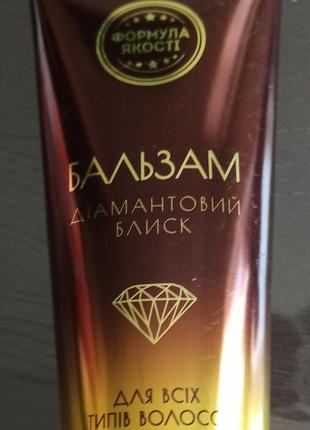 ФОРМУЛА
ЯКОСТІ
БАЛЬЗАМ
ДІАМАНТОВИЙ
БЛИСК
ДЛЯ ВСІХ
ТИПІВ